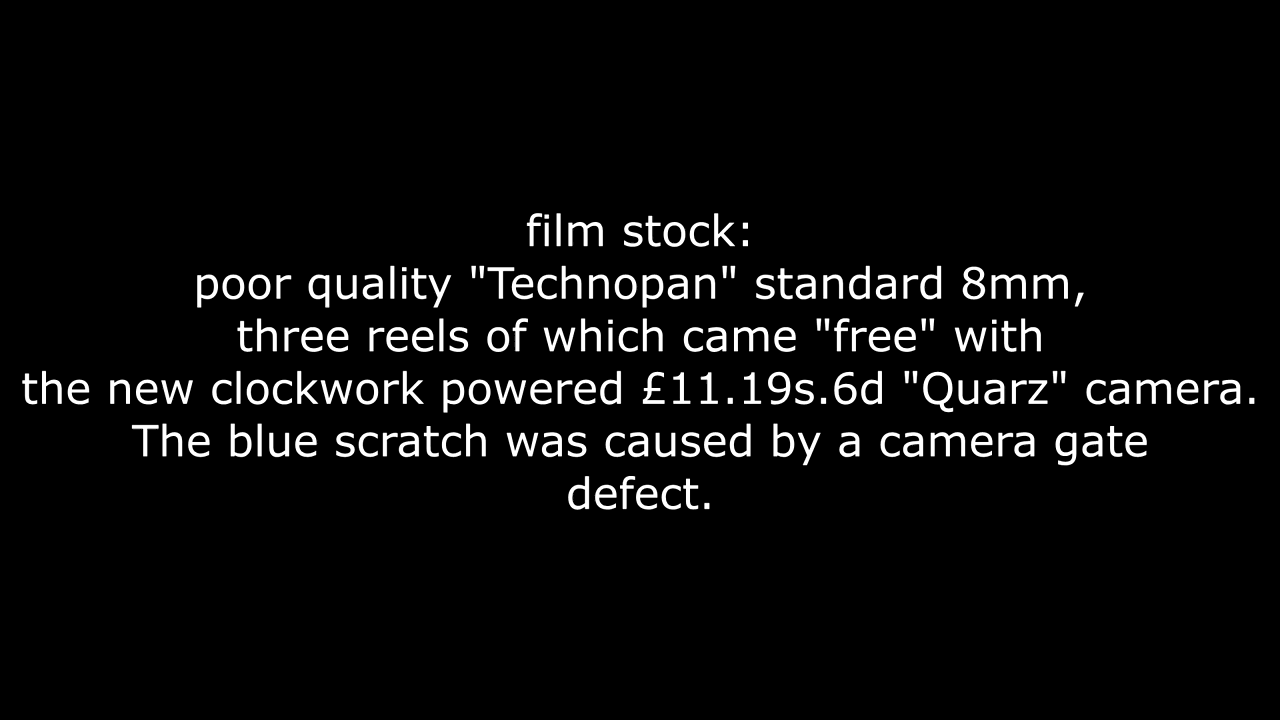 film stock:
poor quality "Technopan" standard 8mm,
three reels of which came "free" with
the new clockwork powered £11.19s.6d "Quarz" camera.
The blue scratch was caused by a camera gate
defect.